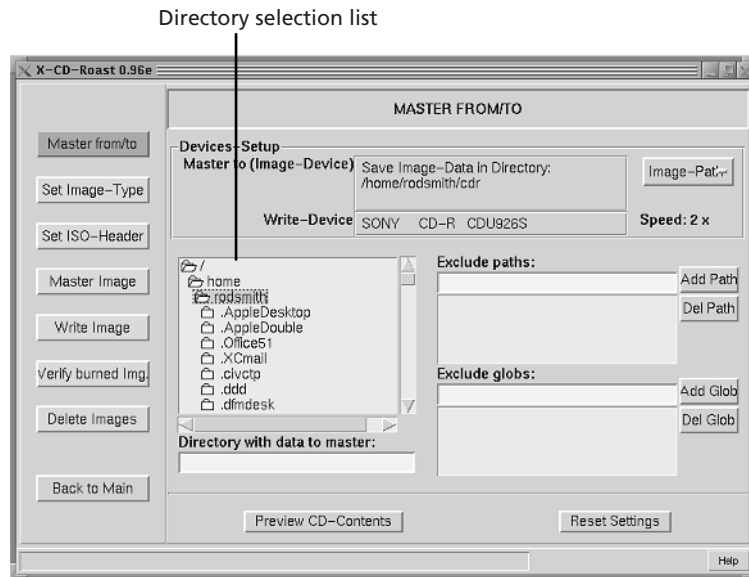 Directory selection list
X-CD-Roast 0.96e
MASTER FROM/TO
Master from/to
Set Image-Type
Set ISO-Header
Master Image
Write Image
Verify burned Img.
Delete Images
Back to Main
Devices-Setup
Master to (Image-Device)
Save Image-Data in Directory:
/home/rodsmith/cdr
Image-Path
Write-Device
SONY CD-R CDU926S
Speed: 2 x
/
home
rodsmith
.AppleDesktop
.AppleDouble
.Office51
.XCmail
.civctp
.ddd
.dfmdesk
Directory with data to master:
Exclude paths:
Add Path
Del Path
Exclude globs:
Add Glob
Del Glob
Preview CD-Contents
Reset Settings
Help